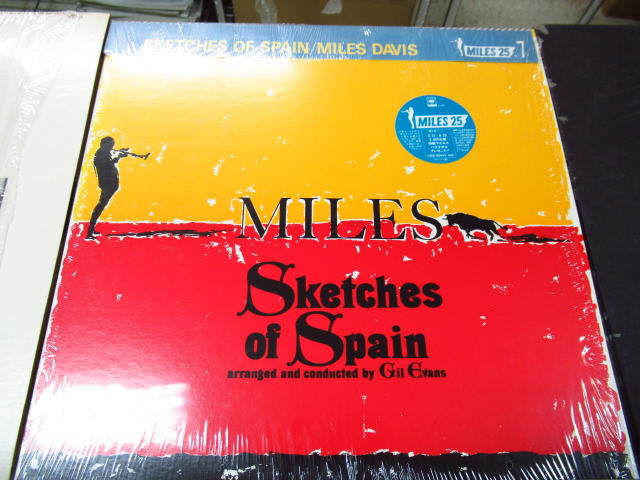 SKETCHES OF SPAIN/MILES DAVIS
MILES 25 7
MILES 25
MILES
Sketches
of Spain
arranged and conducted by Gil Evans